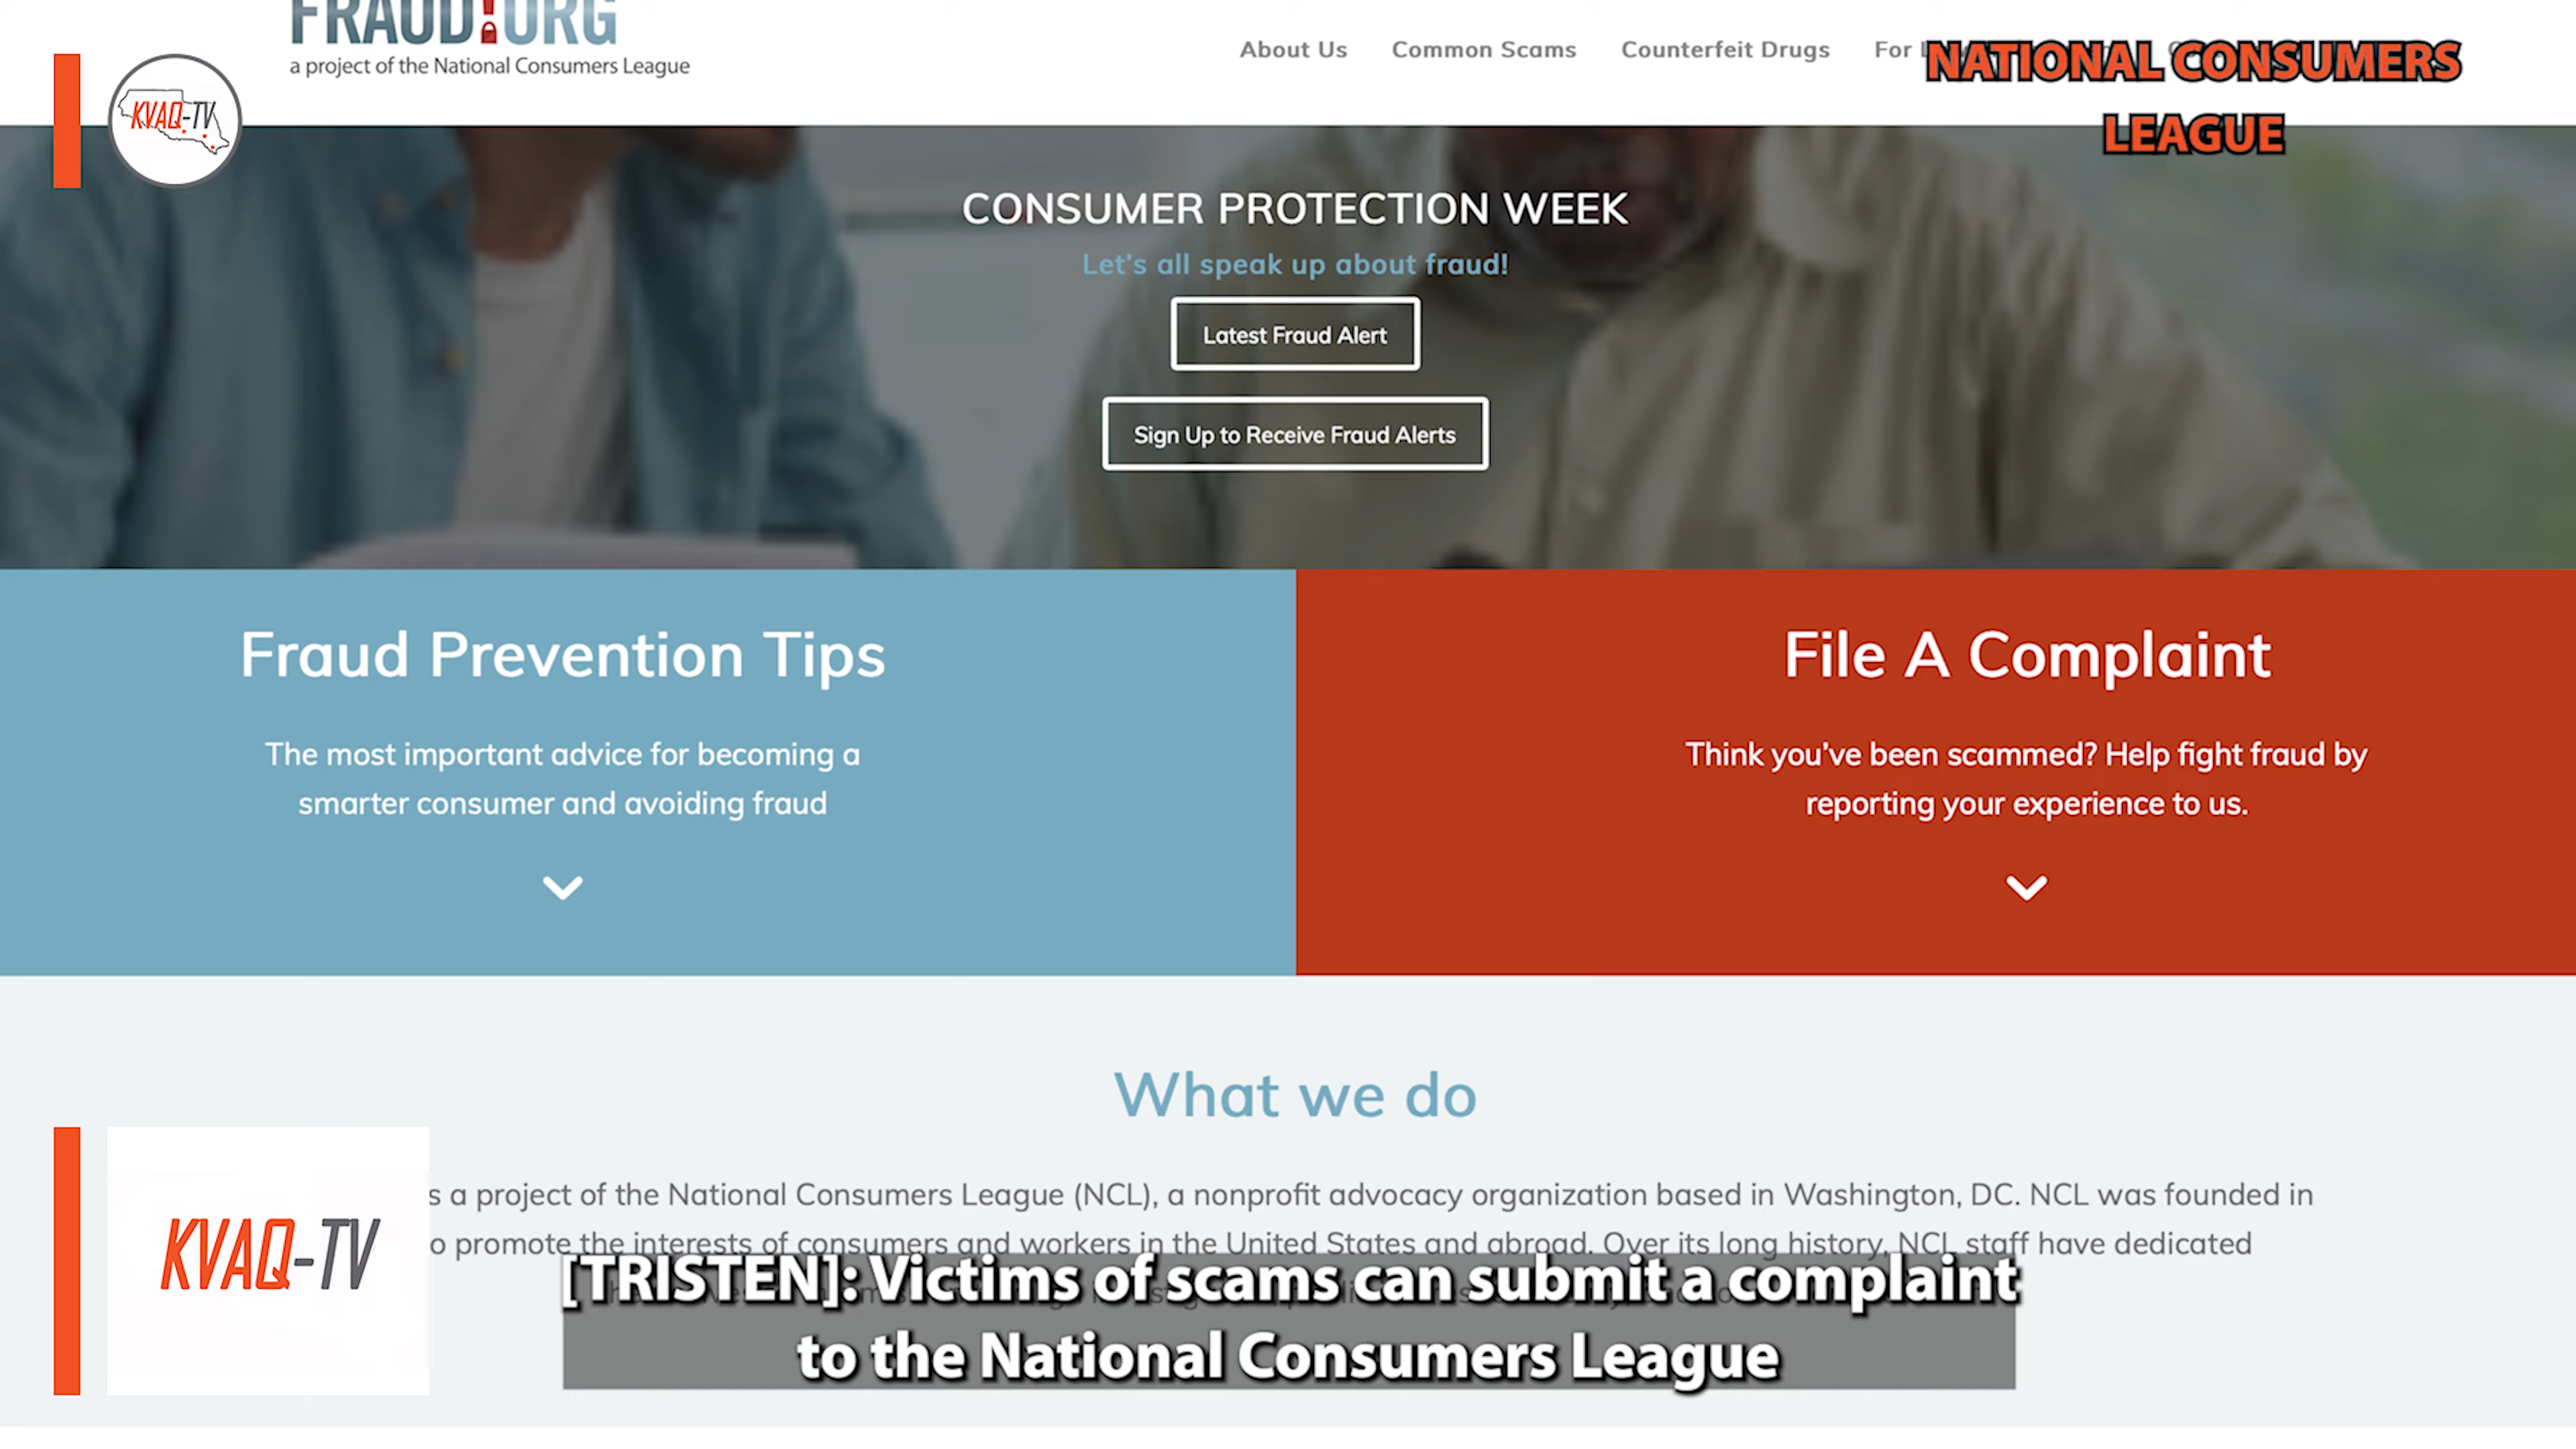 FRAUD!ORG
a project of the National Consumers League
About Us Common Scams Counterfeit Drugs For
NATIONAL CONSUMERS
LEAGUE
KVAQ-TV
CONSUMER PROTECTION WEEK
Let's all speak up about fraud!
Latest Fraud Alert
Sign Up to Receive Fraud Alerts
Fraud Prevention Tips
The most important advice for becoming a
smarter consumer and avoiding fraud
File A Complaint
Think you've been scammed? Help fight fraud by
reporting your experience to us.
What we do
s a project of the National Consumers League (NCL), a nonprofit advocacy organization based in Washington, DC. NCL was founded in
o promote the interests of consumers and workers in the United States and abroad. Over its long history, NCL staff have dedicated
KVAQ-TV
[TRISTEN]: Victims of scams can submit a complaint
to the National Consumers League